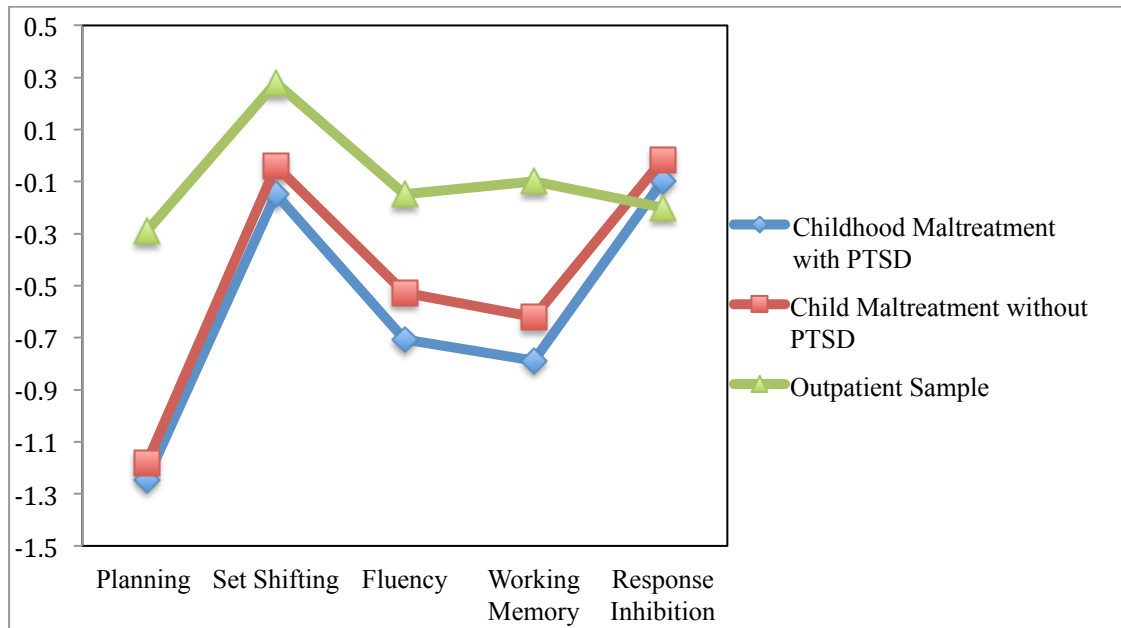 0.5
0.3
0.1
-0.1
-0.3
-0.5
-0.7
-0.9
-1.1
-1.3
-1.5
Planning Set Shifting Fluency Working Memory Response Inhibition
Childhood Maltreatment
with PTSD
Child Maltreatment without
PTSD
Outpatient Sample